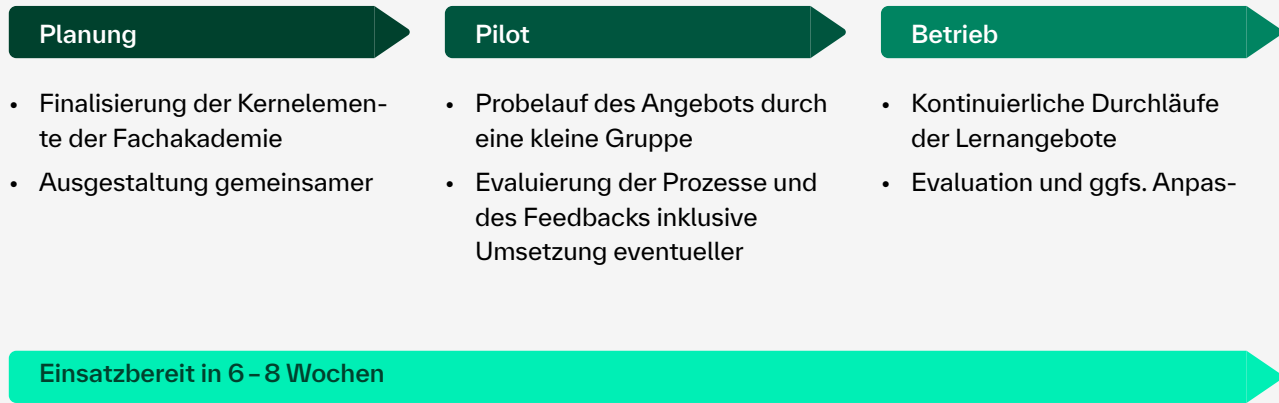 Planung
• Finalisierung der Kernelemen-
te der Fachakademie
• Ausgestaltung gemeinsamer
Pilot
• Probelauf des Angebots durch
eine kleine Gruppe
• Evaluierung der Prozesse und
des Feedbacks inklusive
Umsetzung eventueller
Betrieb
• Kontinuierliche Durchläufe
der Lernangebote
• Evaluation und ggfs. Anpas-
Einsatzbereit in 6 – 8 Wochen